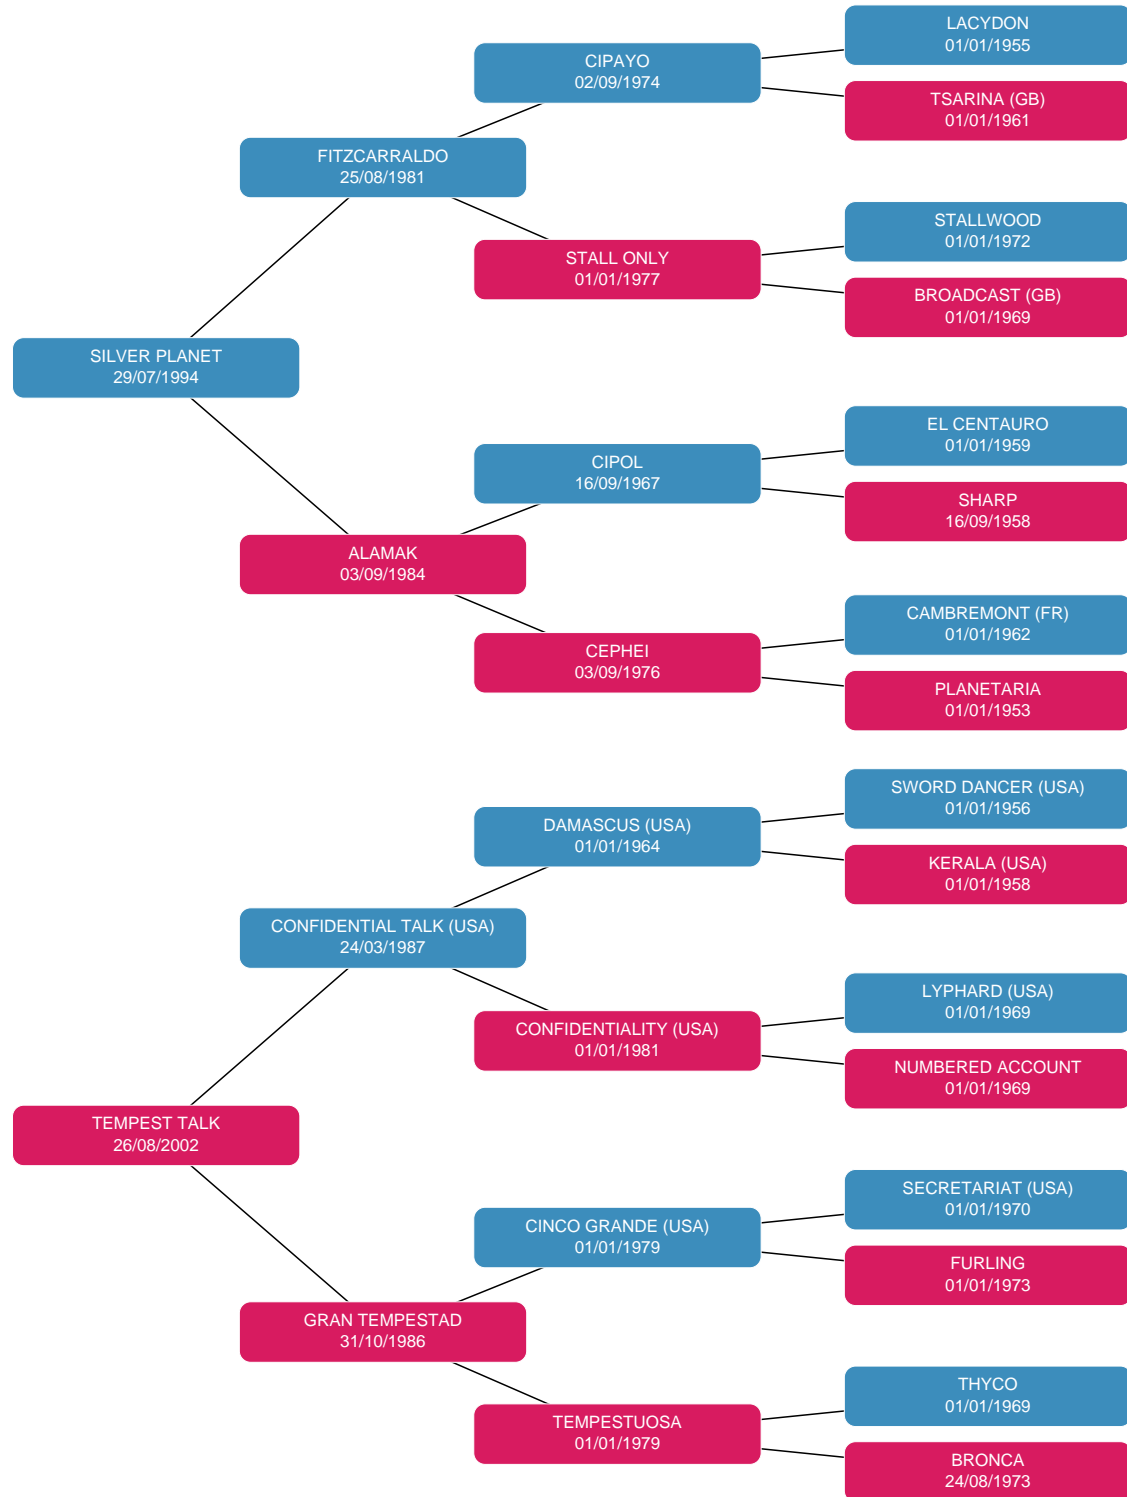 LACYDON
01/01/1955
CIPAYO
02/09/1974
TSARINA (GB)
01/01/1961
FITZCARRALDO
25/08/1981
STALLWOOD
01/01/1972
STALL ONLY
01/01/1977
BROADCAST (GB)
01/01/1969
SILVER PLANET
29/07/1994
EL CENTAURO
01/01/1959
CIPOL
16/09/1967
SHARP
16/09/1958
ALAMAK
03/09/1984
CAMBREMONT (FR)
01/01/1962
CEPHEI
03/09/1976
PLANETARIA
01/01/1953
SWORD DANCER (USA)
01/01/1956
DAMASCUS (USA)
01/01/1964
KERALA (USA)
01/01/1958
CONFIDENTIAL TALK (USA)
24/03/1987
LYPHARD (USA)
01/01/1969
CONFIDENTIALITY (USA)
01/01/1981
NUMBERED ACCOUNT
01/01/1969
TEMPEST TALK
26/08/2002
SECRETARIAT (USA)
01/01/1970
CINCO GRANDE (USA)
01/01/1979
FURLING
01/01/1973
GRAN TEMPESTAD
31/10/1986
THYCO
01/01/1969
TEMPESTUOSA
01/01/1979
BRONCA
24/08/1973